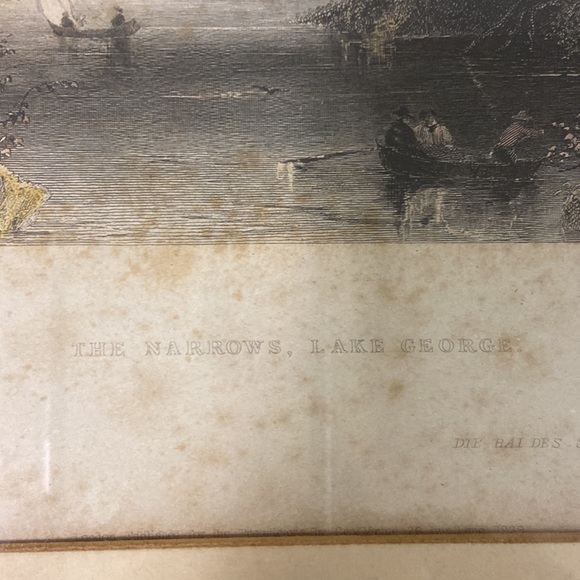 THE NARROWS, LAKE GEORGE.
DIE BAI DES